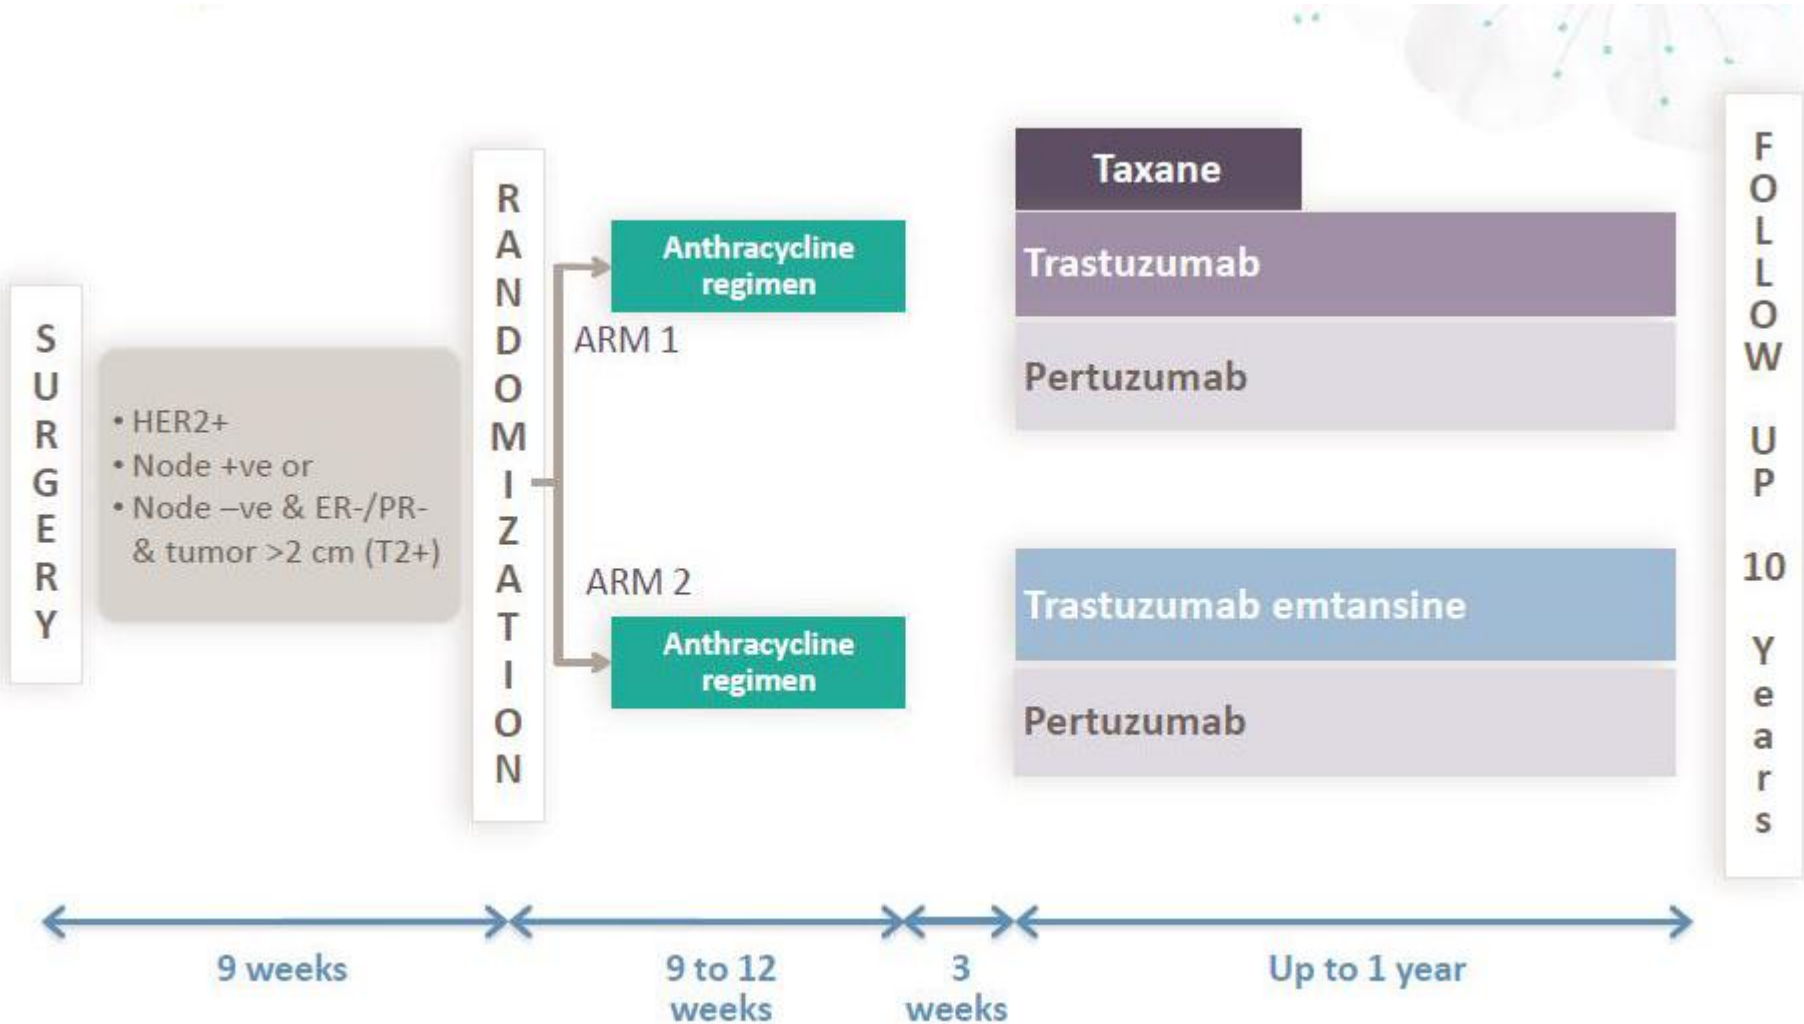 SURGERY
• HER2+
• Node +ve or
• Node –ve & ER-/PR-
& tumor >2 cm (T2+)
RANDOMIZATION
Anthracycline
regimen
ARM 1
ARM 2
Anthracycline
regimen
Taxane
Trastuzumab
Pertuzumab
Trastuzumab emtansine
Pertuzumab
FOLLOW UP 10 Years
9 weeks
9 to 12
weeks
3
weeks
Up to 1 year